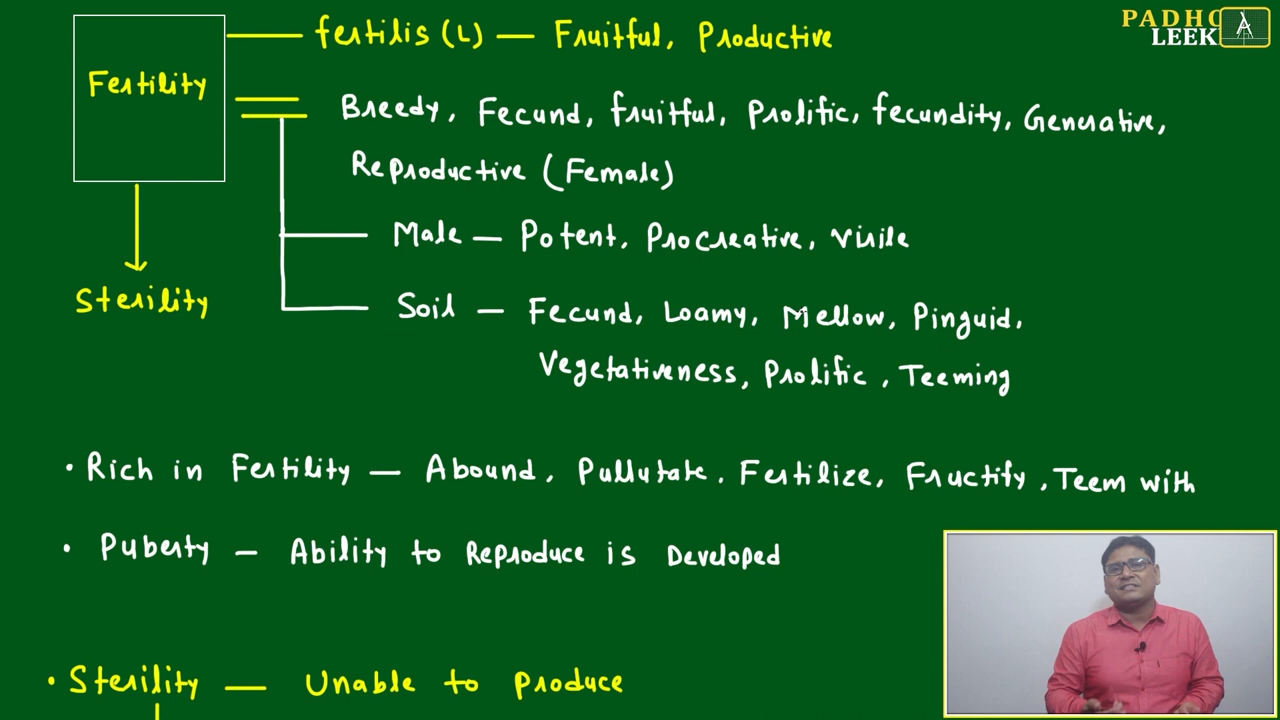 fertilis (L) — Fruitful, Productive
PADHO
LEEK
Fertility
Breedy, Fecund, fruitful, Prolific, fecundity, Generative,
Reproductive (Female)
Male — Potent, Procreative, Virile
Sterility
Soil — Fecund, Loamy, Mellow, Pinguid,
Vegetativeness, Prolific, Teeming
• Rich in Fertility — Abound, Pullutate, Fertilize, Fructify, Teem with
• Puberty — Ability to Reproduce is Developed
• Sterility — Unable to produce